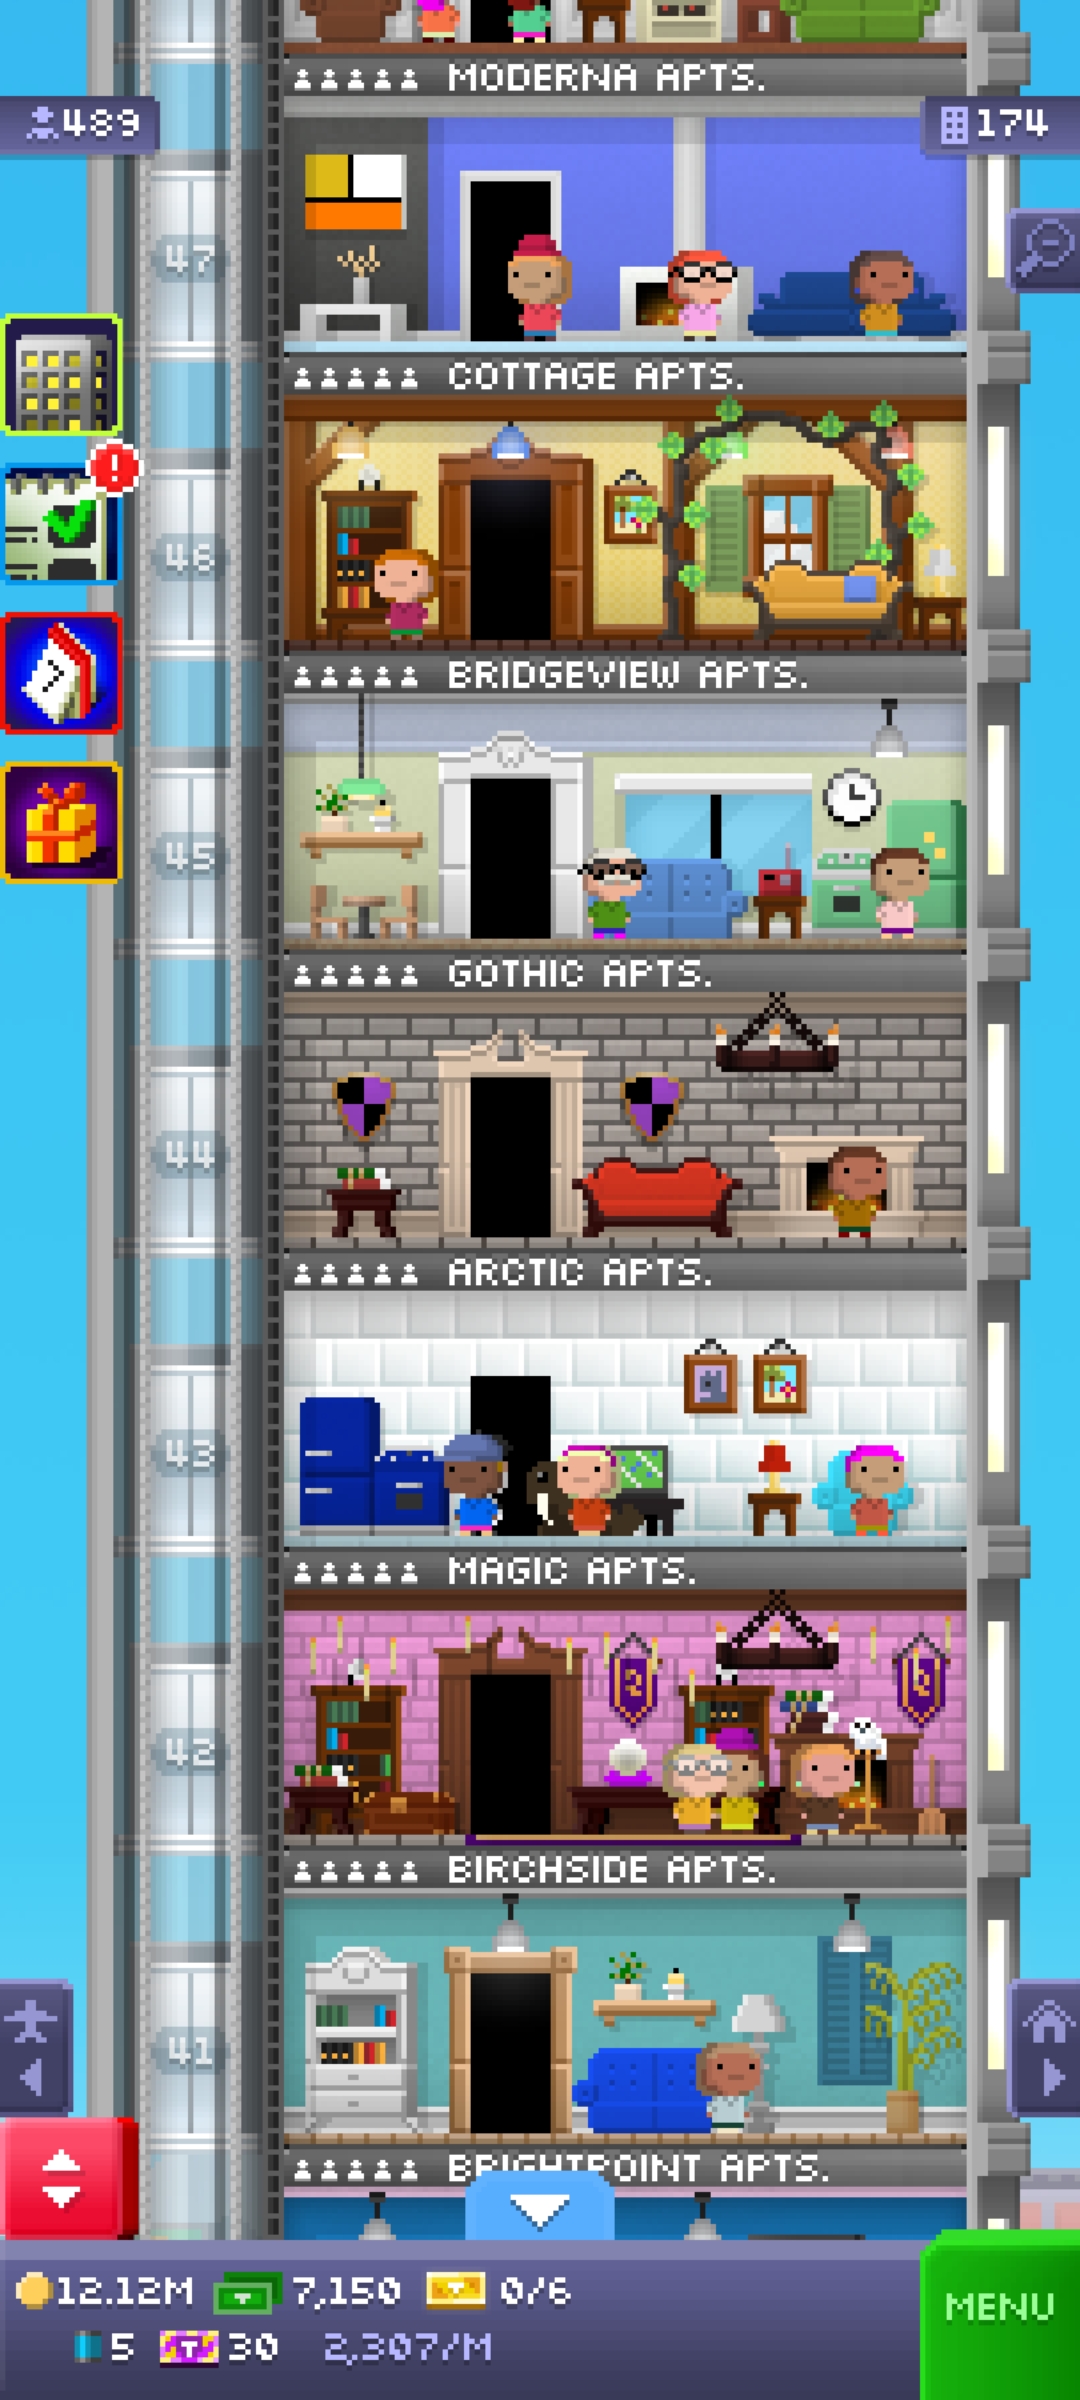 MODERNA APTS.
489
174
47
COTTAGE APTS.
46
BRIDGEVIEW APTS.
45
GOTHIC APTS.
44
ARCTIC APTS.
43
MAGIC APTS.
42
BIRCHSIDE APTS.
41
BRIGHTPOINT APTS.
12.12M 7,150 0/6
5 30 2,307/M
MENU